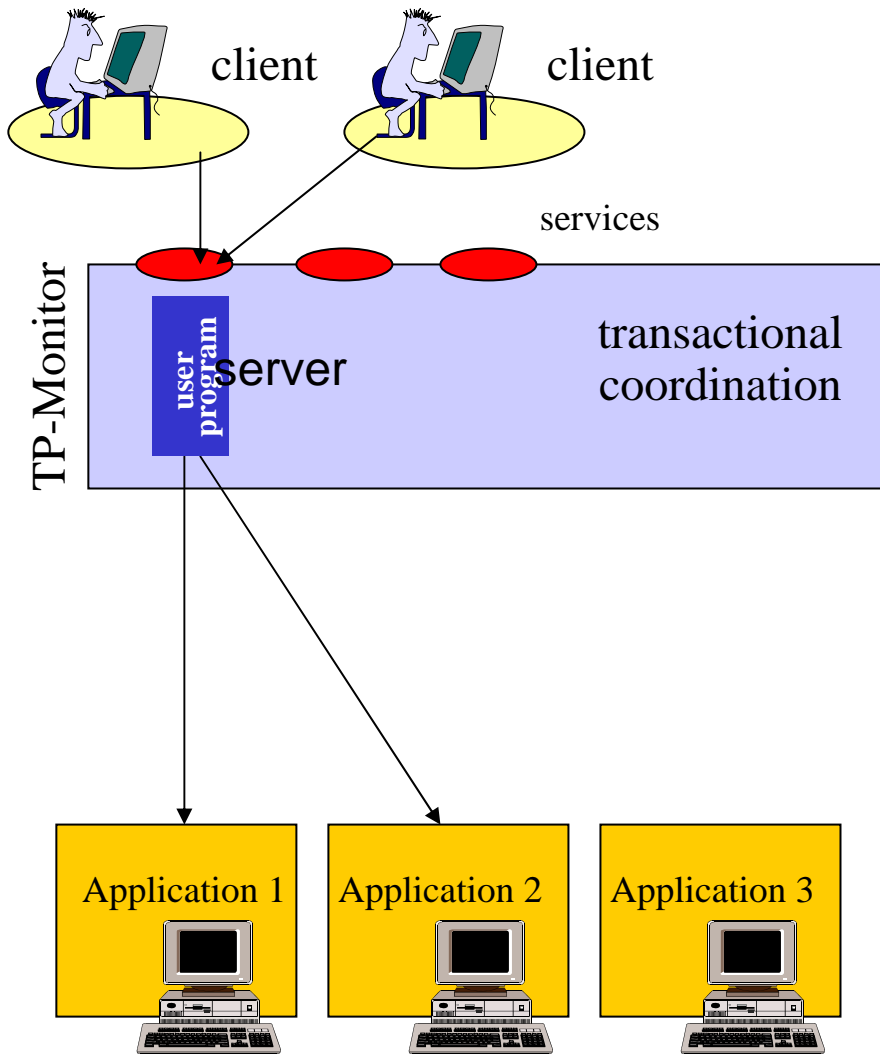 client
client
services
TP-Monitor
user
program
server
transactional
coordination
Application 1
Application 2
Application 3